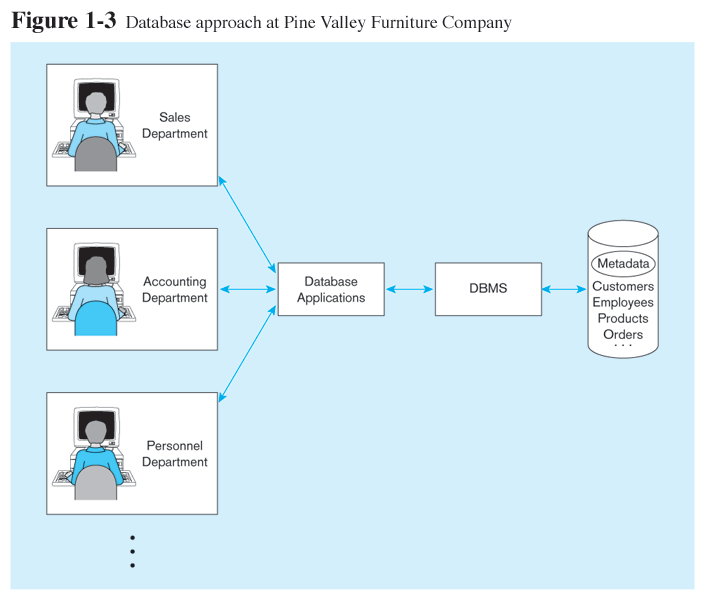 Figure 1-3 Database approach at Pine Valley Furniture Company
Sales
Department
Accounting
Department
Personnel
Department
Database
Applications
DBMS
Metadata
Customers
Employees
Products
Orders
. . .